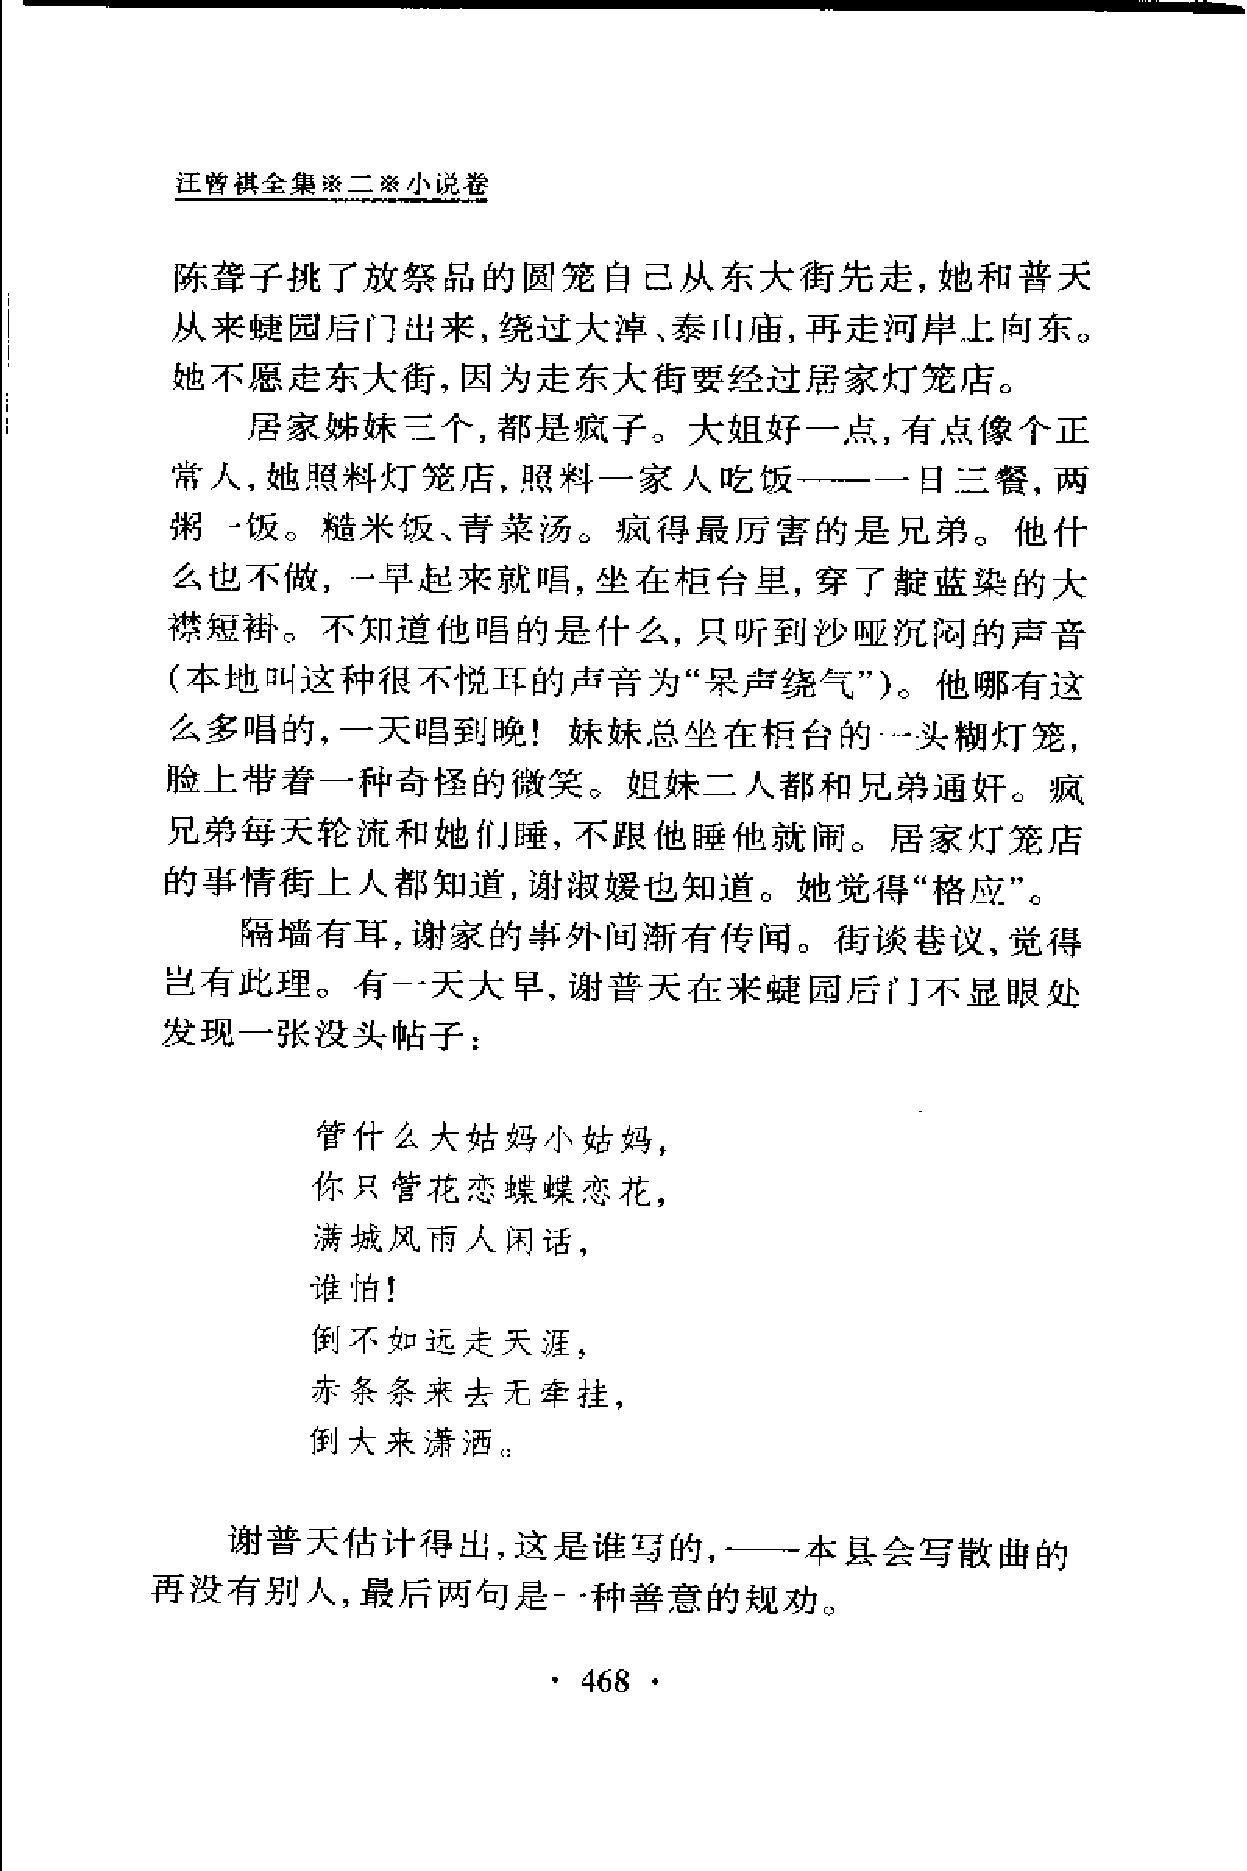 汪曾祺全集※二※小说卷
陈聋子挑了放祭品的圆笼自己从东大街先走，她和普天
从来蜨园后门出来，绕过大淖、泰山庙，再走河岸上向东。
她不愿走东大街，因为走东大街要经过居家灯笼店。
居家姊妹三个，都是疯子。大姐好一点，有点像个正
常人，她照料灯笼店，照料一家人吃饭——一日三餐，两
粥一饭。糙米饭、青菜汤。疯得最厉害的是兄弟。他什
么也不做，一早起来就唱，坐在柜台里，穿了靛蓝染的大
襟短褂。不知道他唱的是什么，只听到沙哑沉闷的声音
(本地叫这种很不悦耳的声音为“呆声绕气”)。他哪有这
么多唱的，一天唱到晚！妹妹总坐在柜台的一头糊灯笼，
脸上带着一种奇怪的微笑。姐妹二人都和兄弟通奸。疯
兄弟每天轮流和她们睡，不跟他睡他就闹。居家灯笼店
的事情街上人都知道，谢淑媛也知道。她觉得“格应”。
隔墙有耳，谢家的事外间渐有传闻。街谈巷议，觉得
岂有此理。有一天大早，谢普天在来蜨园后门不显眼处
发现一张没头帖子：
管什么大姑妈小姑妈，
你只管花恋蝶蝶恋花，
满城风雨人闲话，
谁怕！
倒不如远走天涯，
赤条条来去无牵挂，
倒大来潇洒。
谢普天估计得出，这是谁写的，——本县会写散曲的
再没有别人，最后两句是一种善意的规劝。
· 468 ·